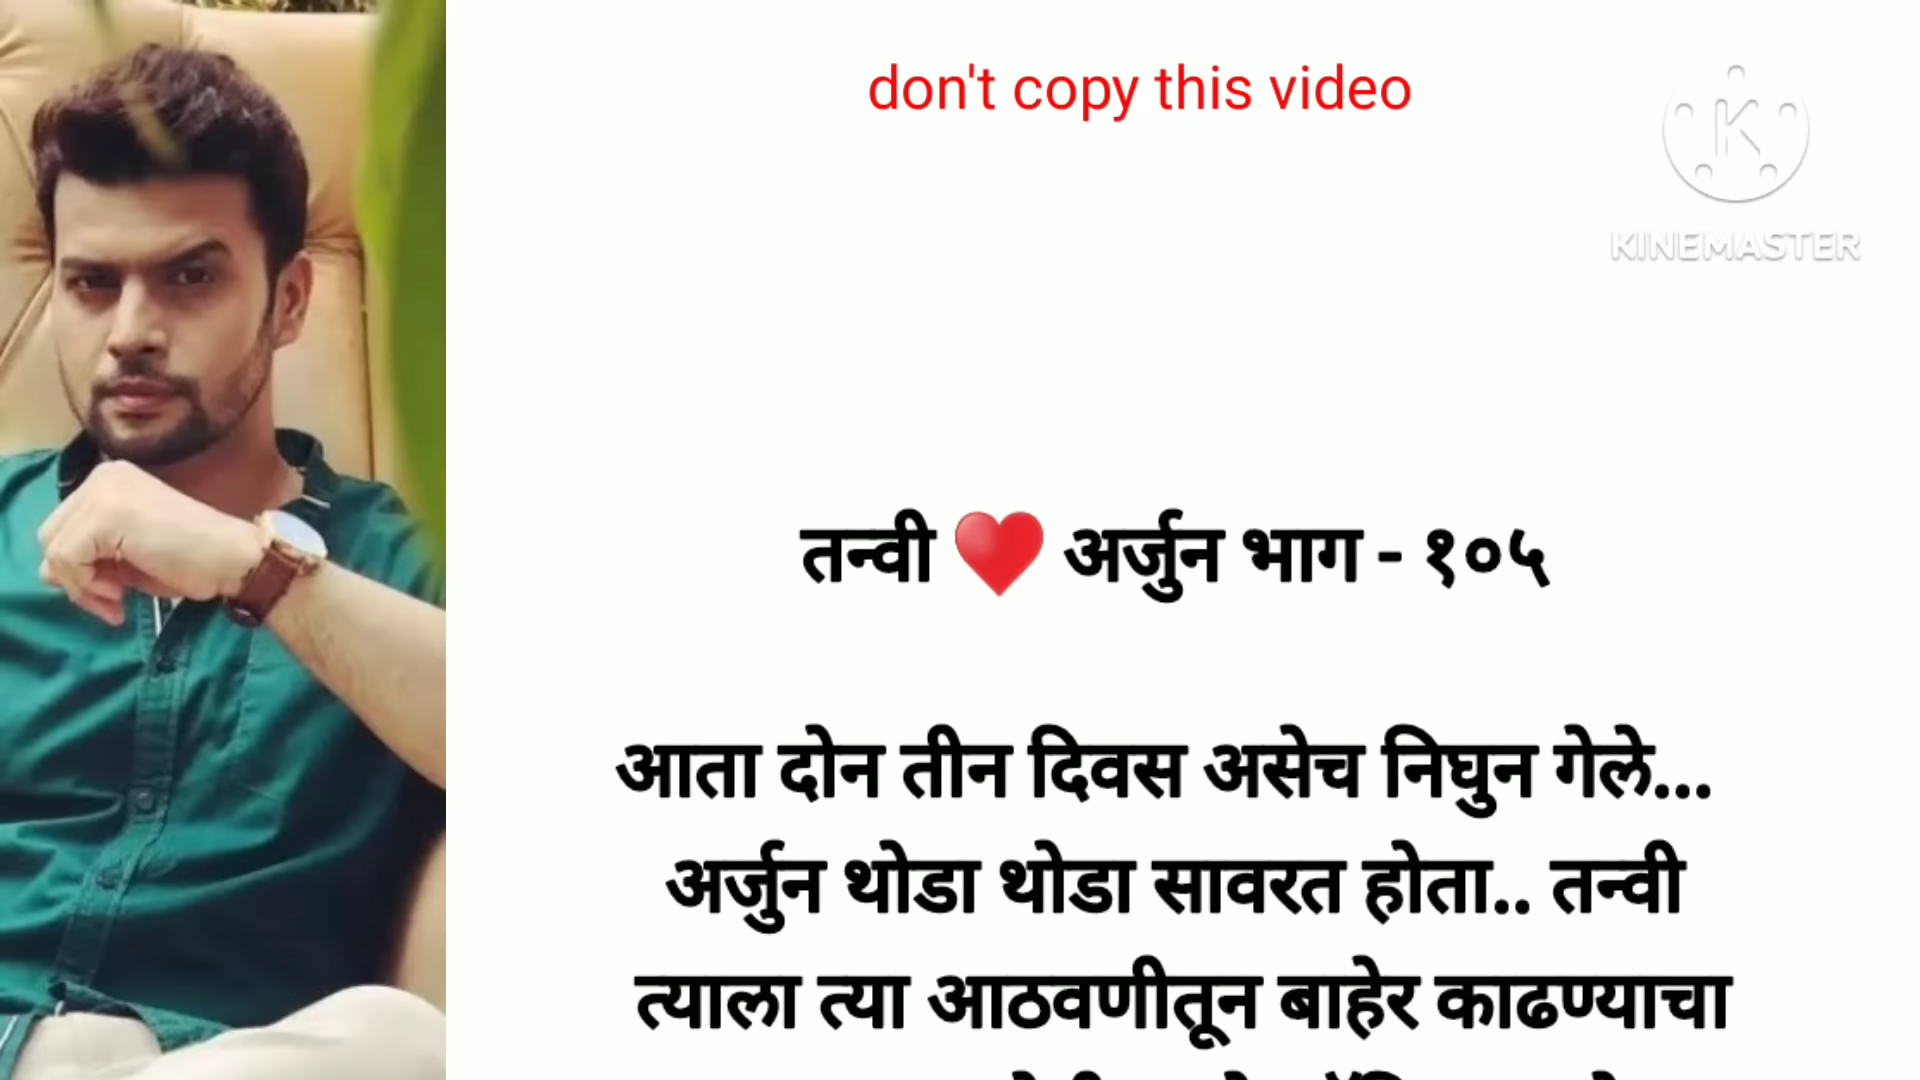 don't copy this video
KINEMASTER
तन्वी ♥️ अर्जुन भाग - १०५
आता दोन तीन दिवस असेच निघुन गेले...
अर्जुन थोडा थोडा सावरत होता.. तन्वी
त्याला त्या आठवणीतून बाहेर काढण्याचा